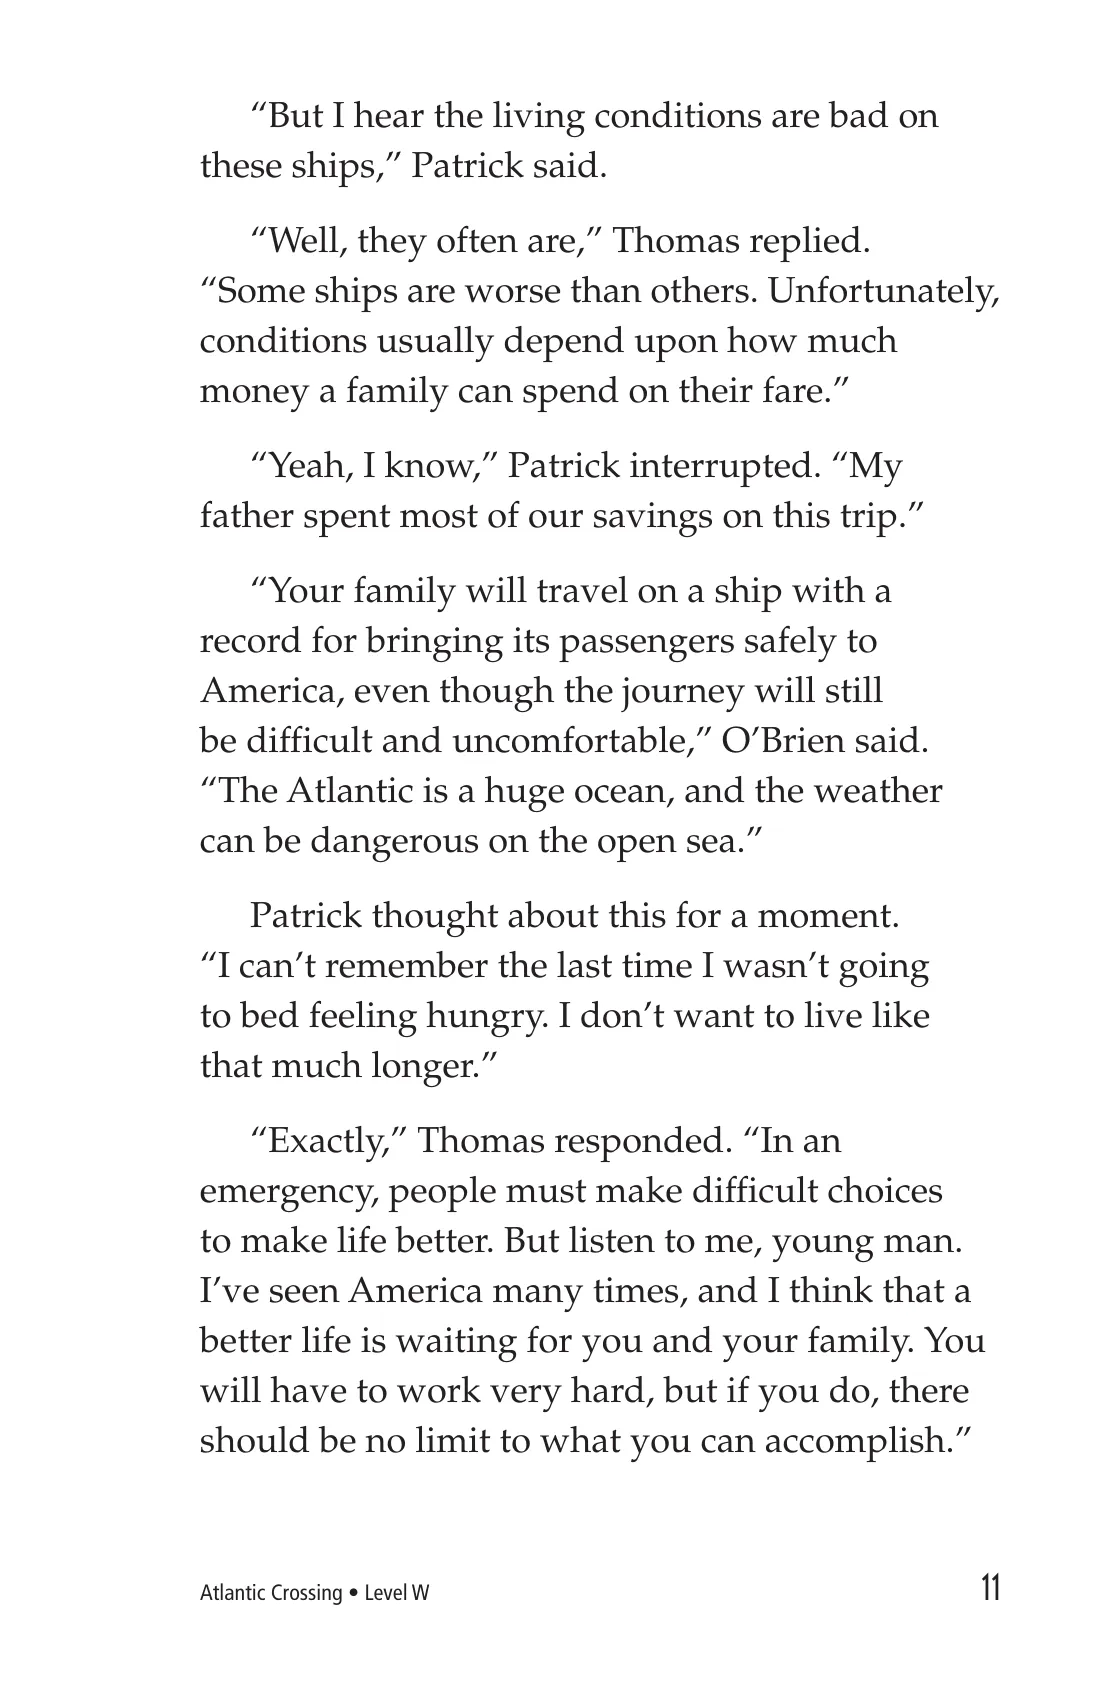 “But I hear the living conditions are bad on
these ships,” Patrick said.
“Well, they often are,” Thomas replied.
“Some ships are worse than others. Unfortunately,
conditions usually depend upon how much
money a family can spend on their fare.”
“Yeah, I know,” Patrick interrupted. “My
father spent most of our savings on this trip.”
“Your family will travel on a ship with a
record for bringing its passengers safely to
America, even though the journey will still
be difficult and uncomfortable,” O’Brien said.
“The Atlantic is a huge ocean, and the weather
can be dangerous on the open sea.”
Patrick thought about this for a moment.
“I can’t remember the last time I wasn’t going
to bed feeling hungry. I don’t want to live like
that much longer.”
“Exactly,” Thomas responded. “In an
emergency, people must make difficult choices
to make life better. But listen to me, young man.
I’ve seen America many times, and I think that a
better life is waiting for you and your family. You
will have to work very hard, but if you do, there
should be no limit to what you can accomplish.”
Atlantic Crossing • Level W 11